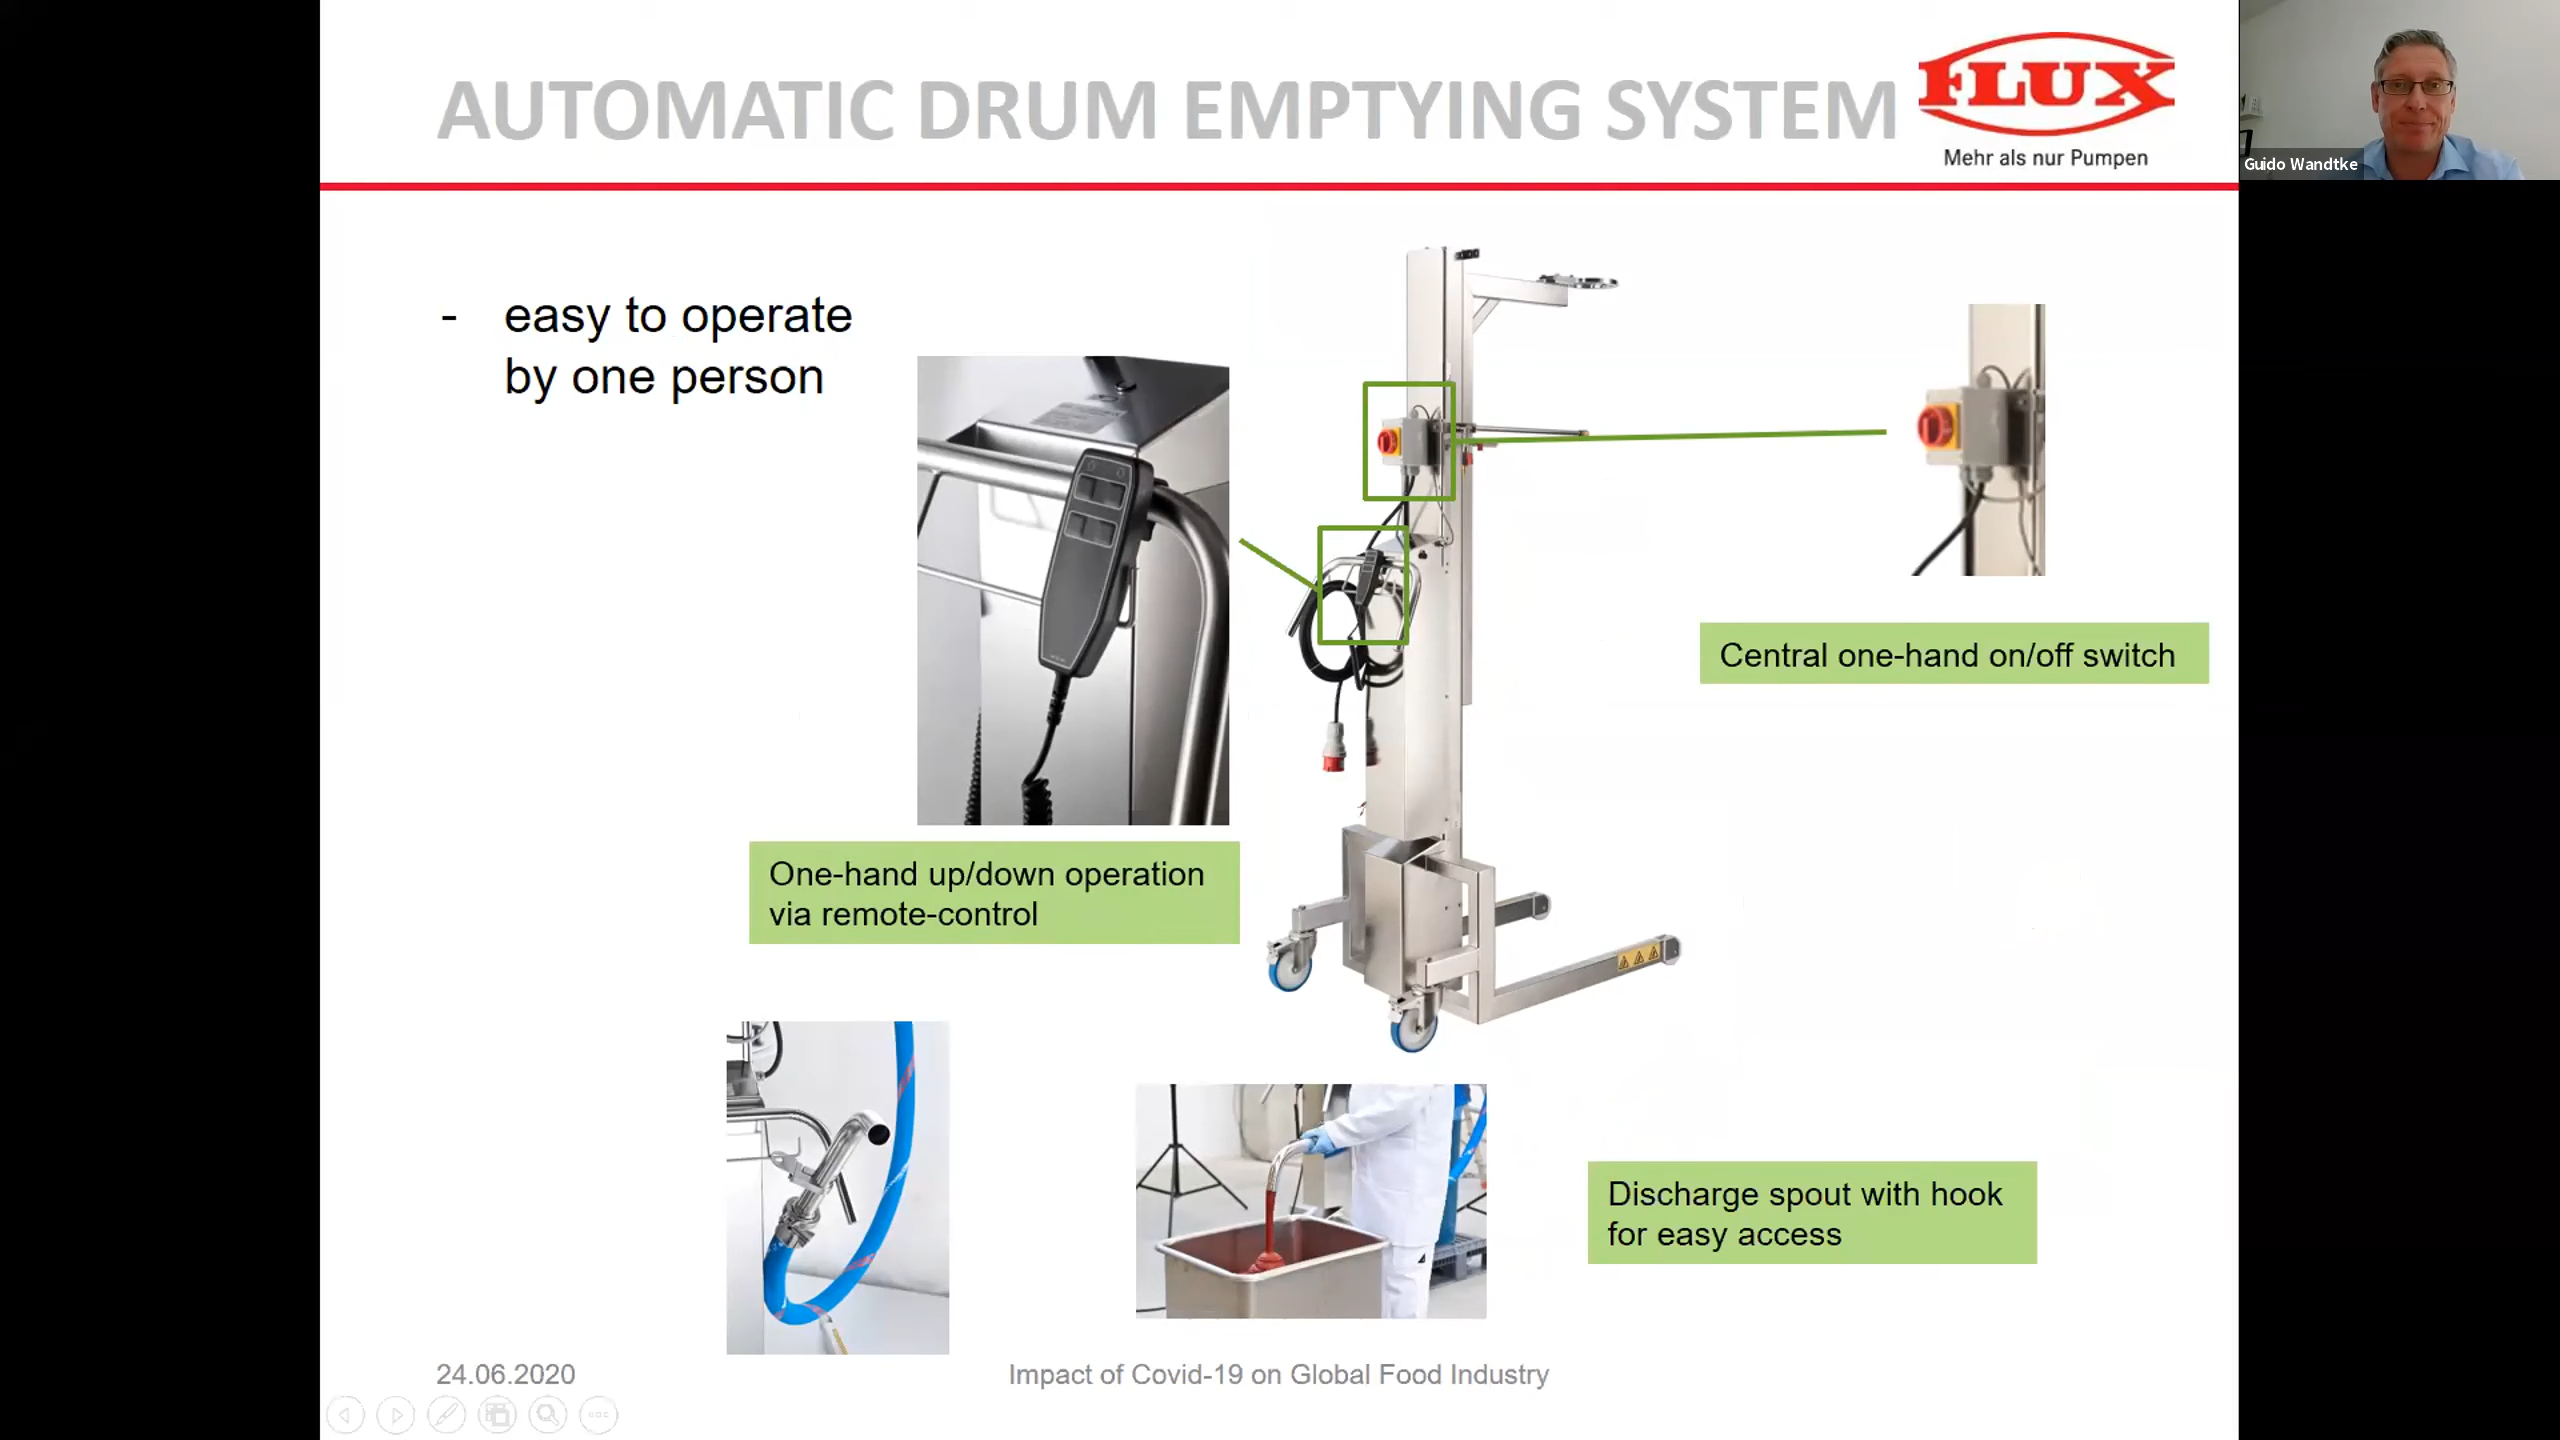 AUTOMATIC DRUM EMPTYING SYSTEM
FLUX
Mehr als nur Pumpen
Guido Wandtke
- easy to operate
by one person
Central one-hand on/off switch
One-hand up/down operation
via remote-control
Discharge spout with hook
for easy access
24.06.2020
Impact of Covid-19 on Global Food Industry